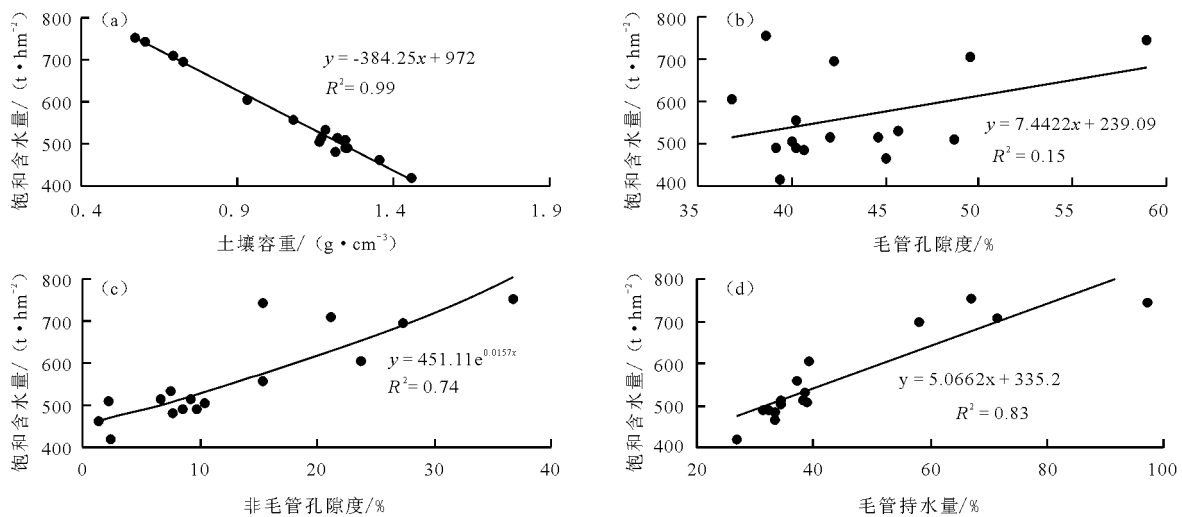 (a)
饱和含水量/(t·hm⁻²)
800
700
600
500
400
y = -384.25x + 972
R² = 0.99
0.4 0.9 1.4 1.9
土壤容重/(g·cm⁻³)
(b)
饱和含水量/(t·hm⁻²)
800
700
600
500
400
y = 7.4422x + 239.09
R² = 0.15
35 40 45 50 55 60
毛管孔隙度/%
(c)
饱和含水量/(t·hm⁻²)
800
700
600
500
400
y = 451.11e^0.0157x
R² = 0.74
0 10 20 30 40
非毛管孔隙度/%
(d)
饱和含水量/(t·hm⁻²)
800
700
600
500
400
y = 5.0662x + 335.2
R² = 0.83
20 40 60 80 100
毛管持水量/%